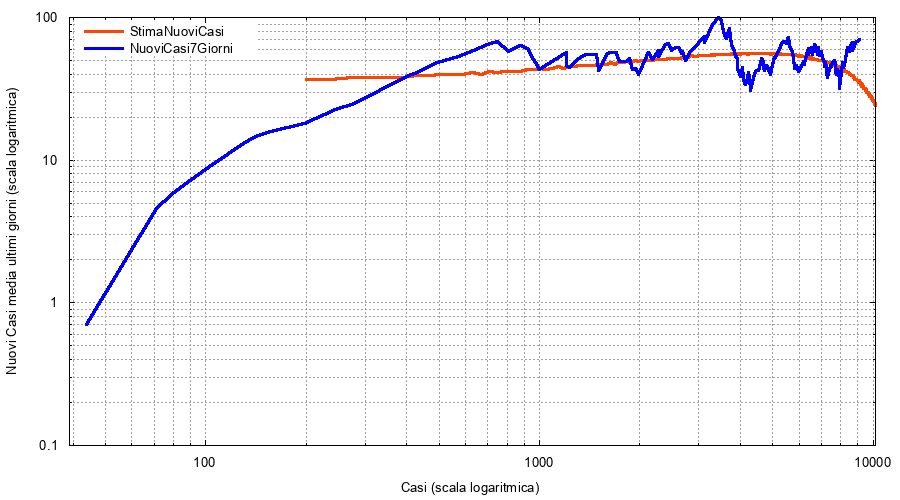 StimaNuoviCasi
NuoviCasi7Giorni
Nuovi Casi media ultimi giorni (scala logaritmica)
100
10
1
0.1
100
1000
10000
Casi (scala logaritmica)